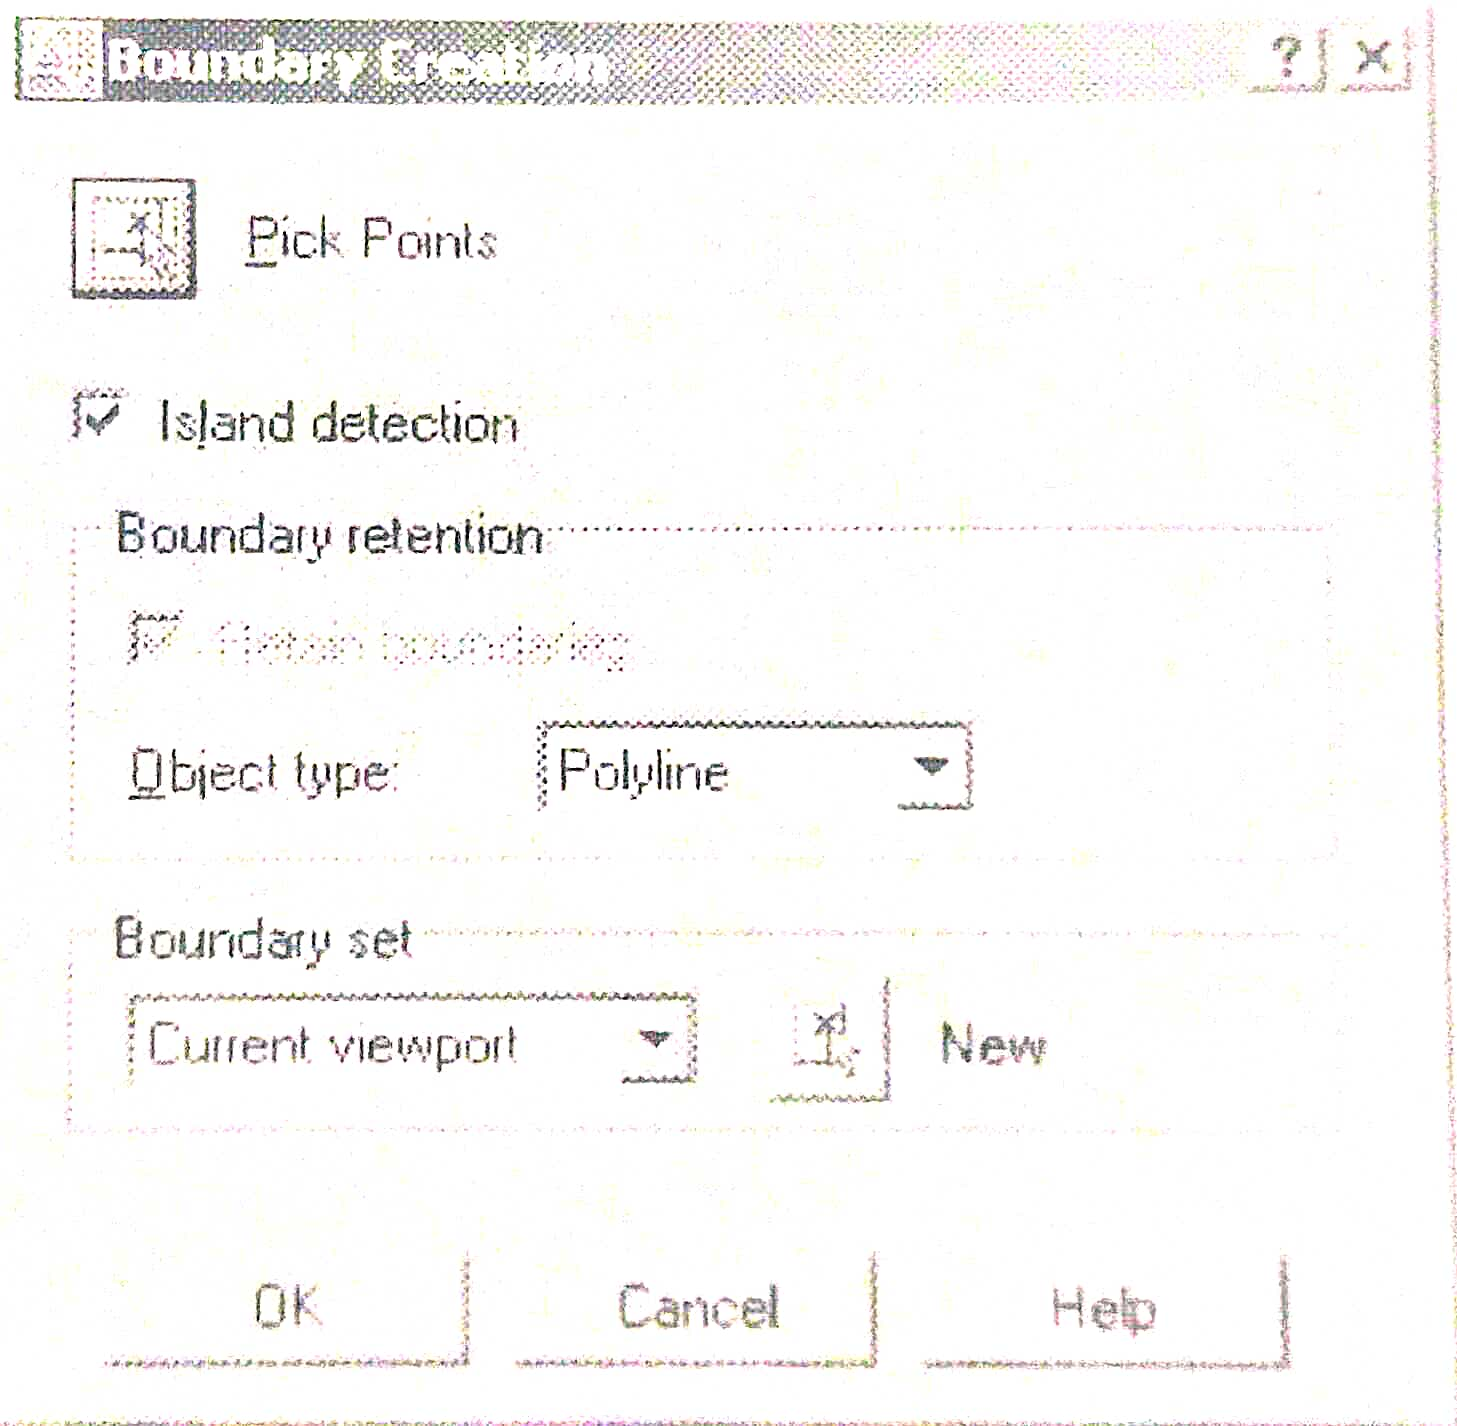 Boundary Creation
Pick Points
Island detection
Boundary retention
Retain boundaries
Object type: Polyline
Boundary set
Current viewport New
OK Cancel Help